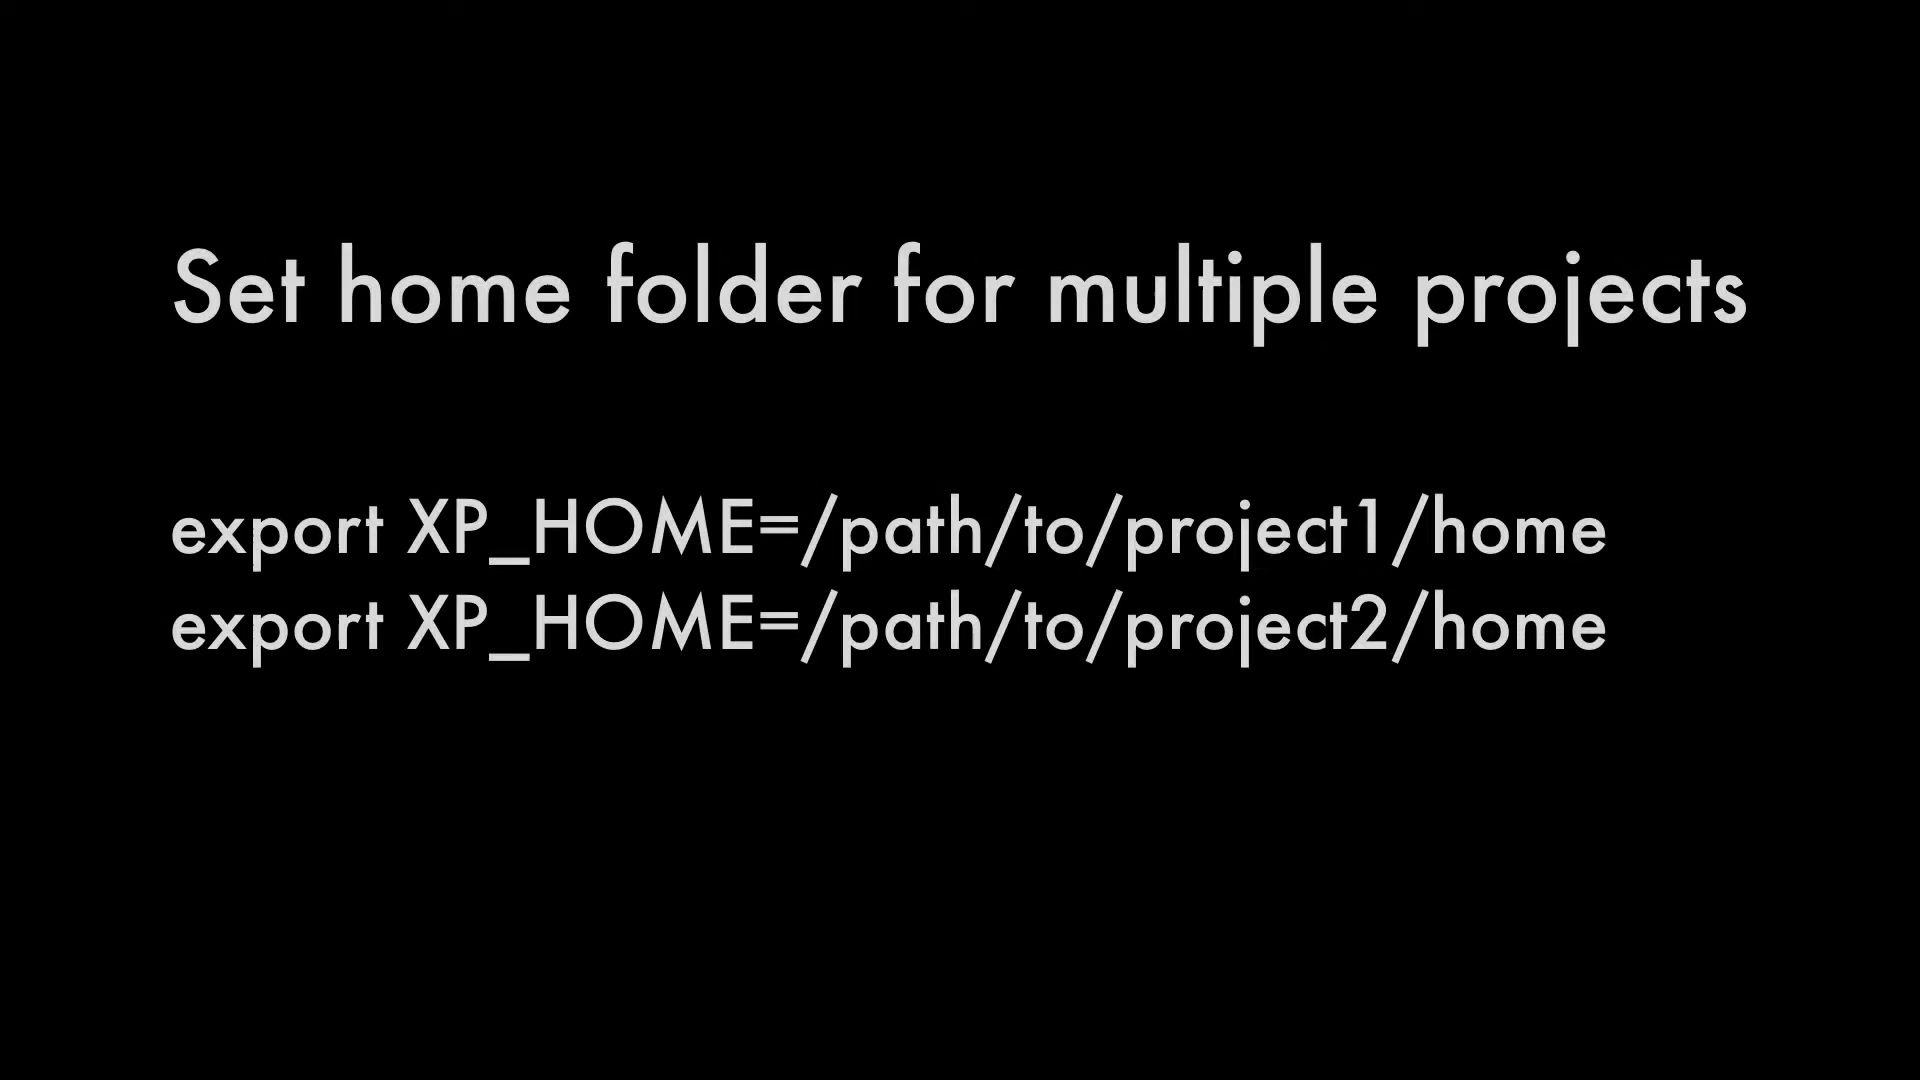 Set home folder for multiple projects
export XP_HOME=/path/to/project1/home
export XP_HOME=/path/to/project2/home